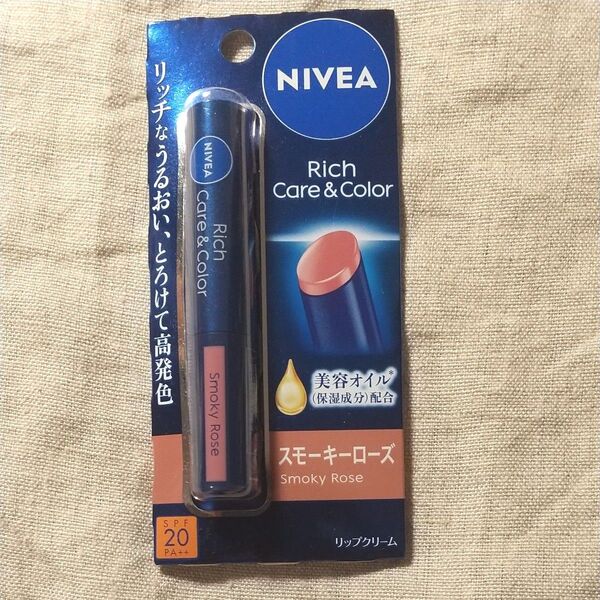 NIVEA
Rich
Care & Color
リッチなうるおい、とろけて高発色
NIVEA
Rich
Care & Color
Smoky Rose
美容オイル*
(保湿成分)配合
スモーキーローズ
Smoky Rose
SPF
20
PA++
リップクリーム